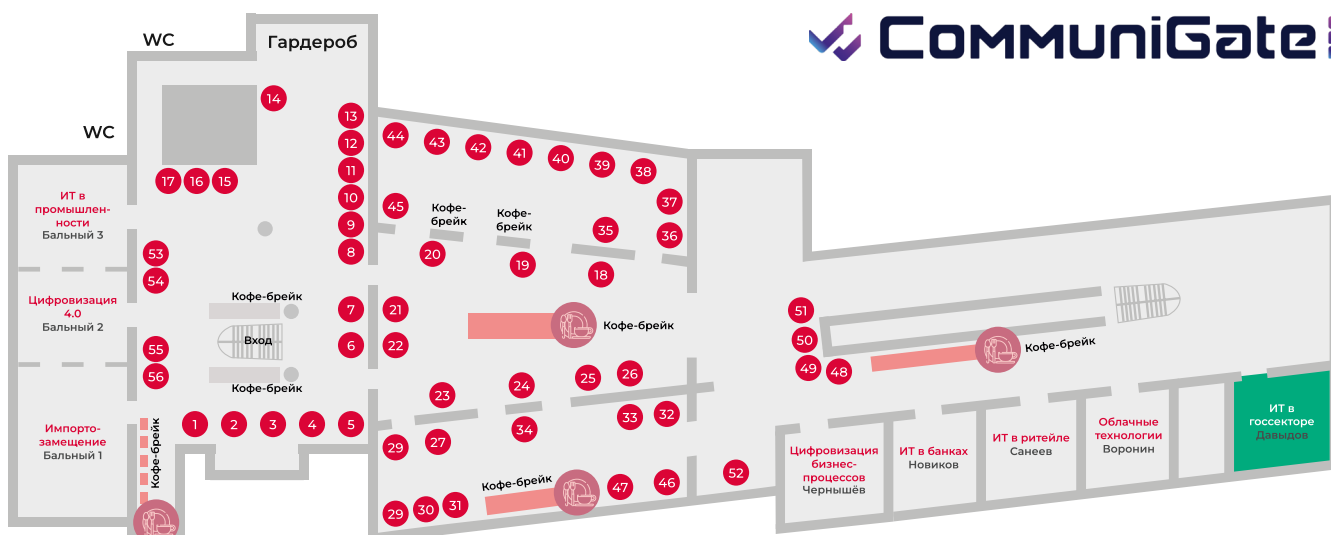 WC
Гардероб
CommuniGate
WC
14
13
12
11
10
9
8
17
16
15
44
43
42
41
40
39
38
37
36
45
Кофе-
брейк
Кофе-
брейк
35
20
19
18
ИТ в
промышлен-
ности
Бальный 3
53
54
Цифровизация
4.0
Бальный 2
55
56
Кофе-брейк
Вход
Кофе-брейк
7
6
21
22
Кофе-брейк
51
50
49
48
Кофе-брейк
23
24
25
26
1
2
3
4
5
Импорто-
замещение
Бальный 1
Кофе-брейк
29
27
34
33
32
29
30
31
Кофе-брейк
47
46
52
Цифровизация
бизнес-
процессов
Чернышёв
ИТ в банках
Новиков
ИТ в ритейле
Санеев
Облачные
технологии
Воронин
ИТ в
госсекторе
Давыдов